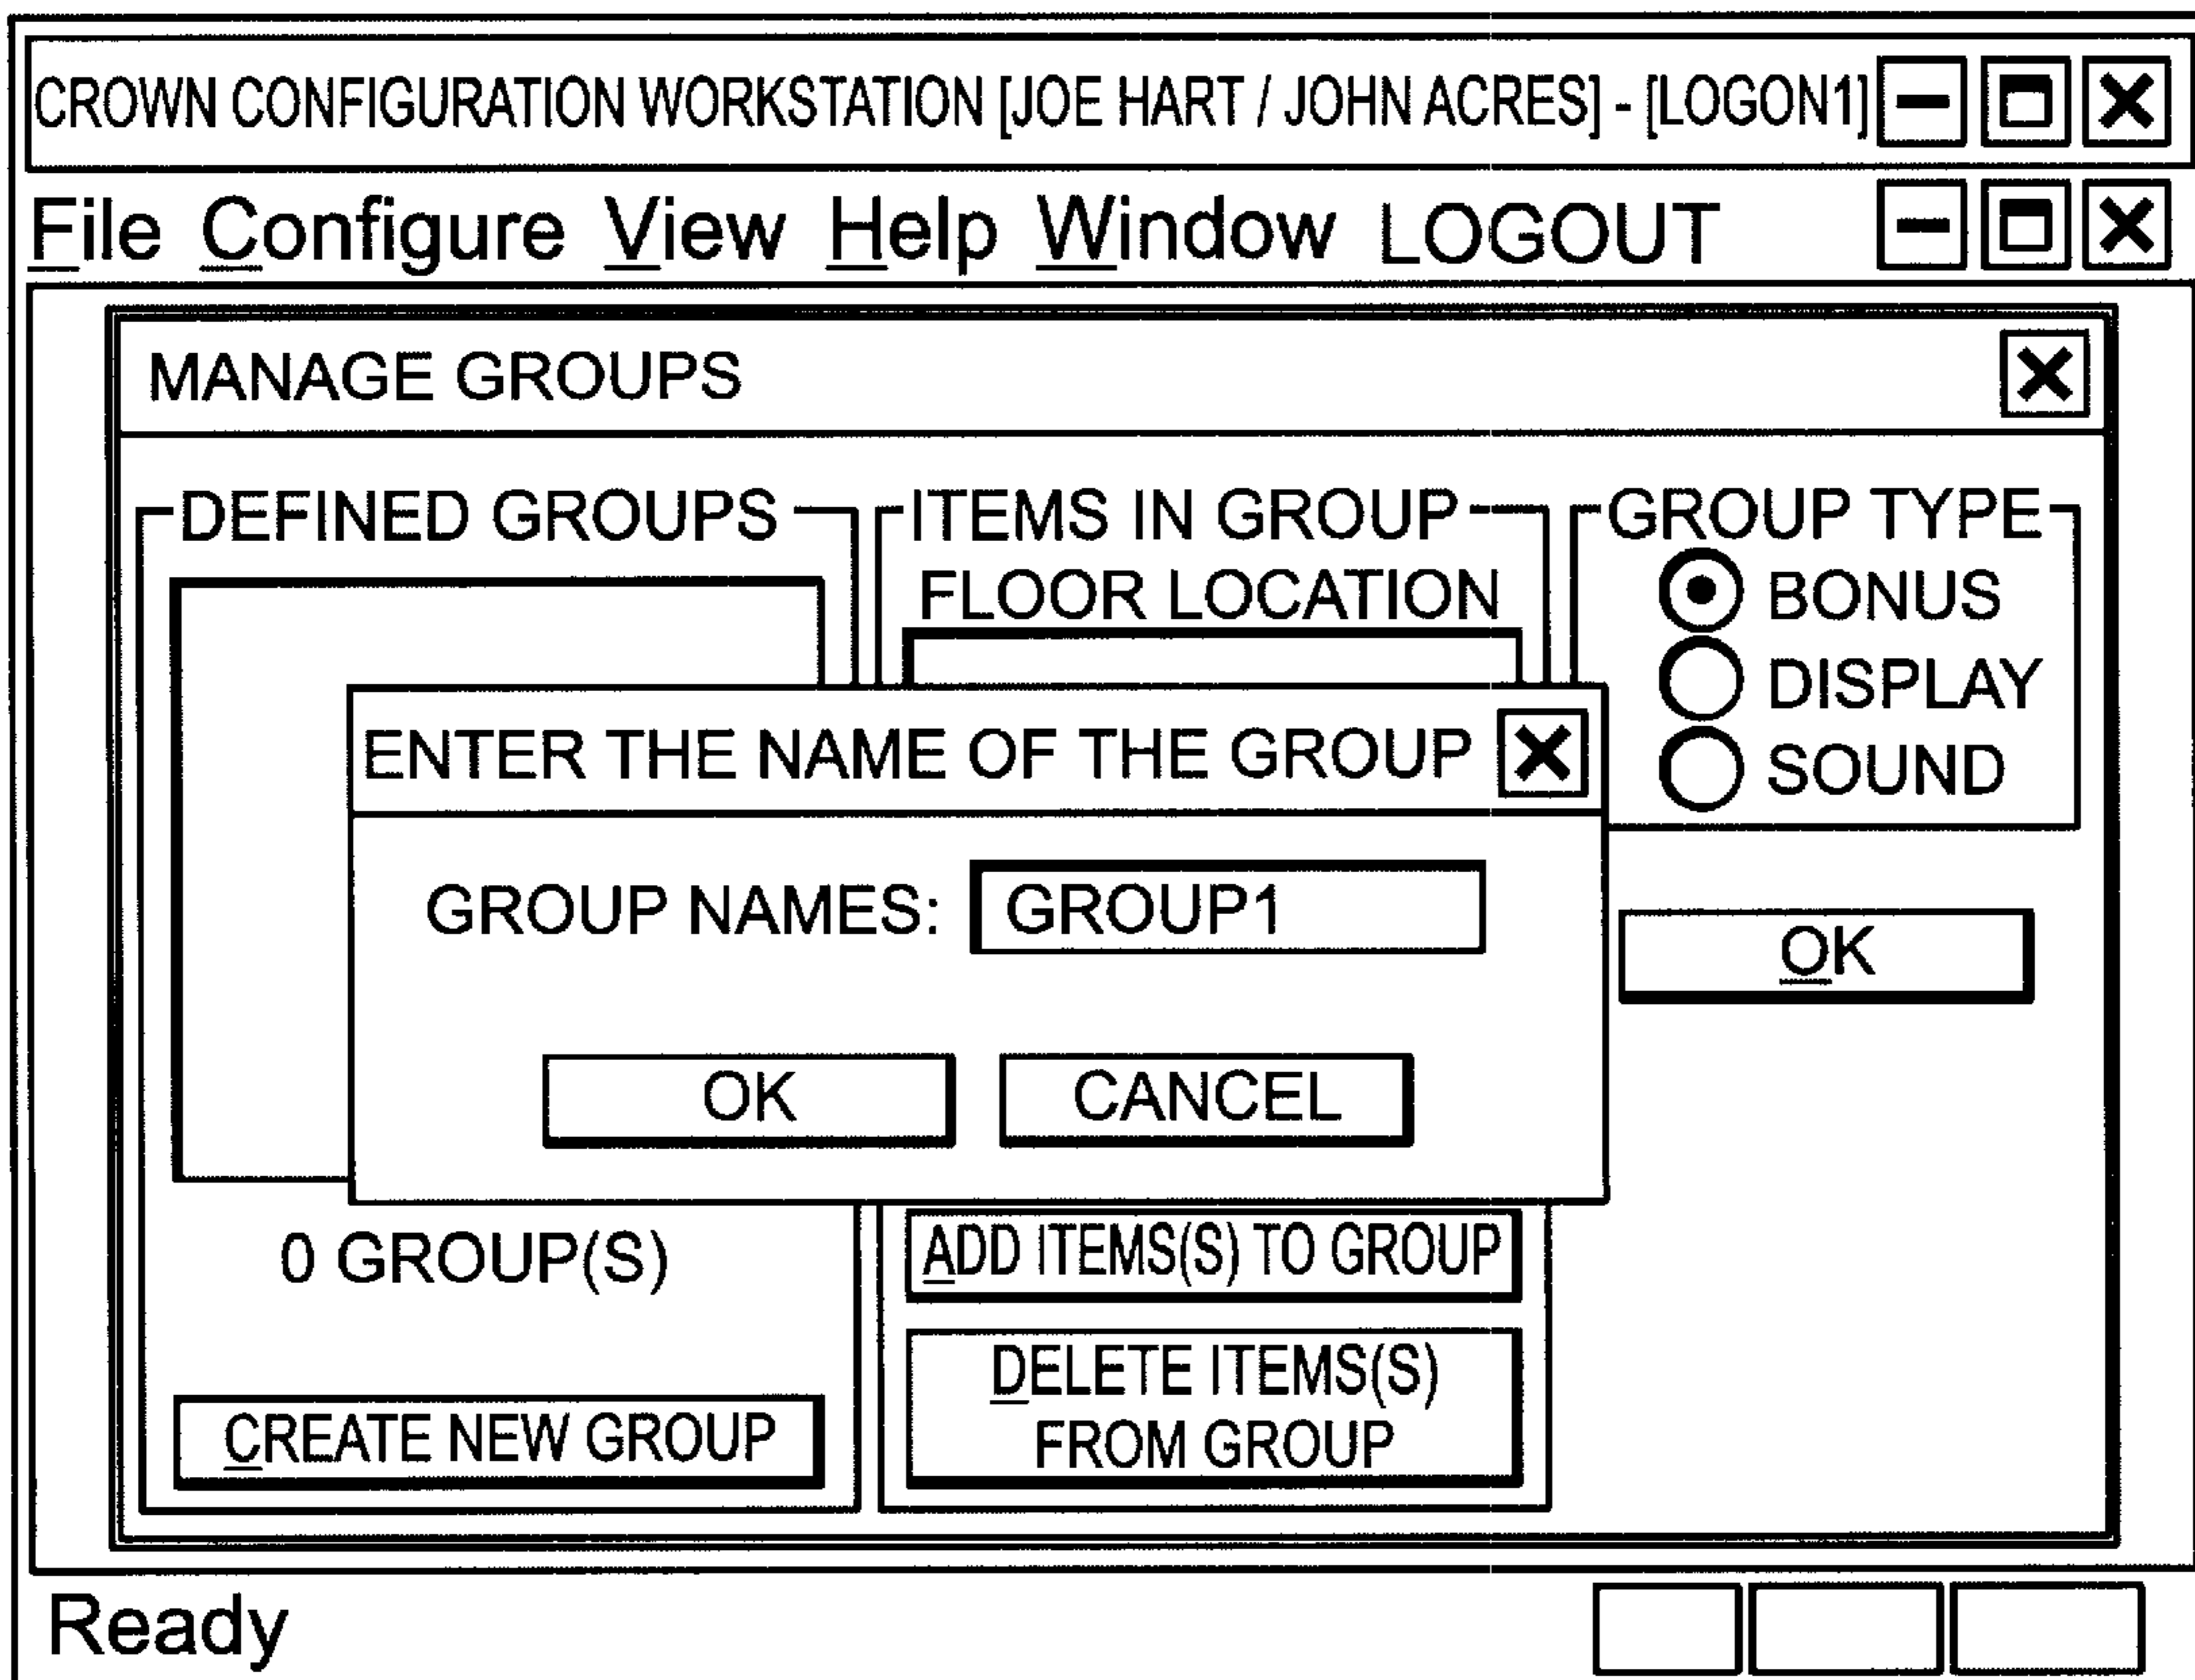 CROWN CONFIGURATION WORKSTATION [JOE HART / JOHN ACRES] - [LOGON1]
File Configure View Help Window LOGOUT
MANAGE GROUPS
DEFINED GROUPS
ITEMS IN GROUP
GROUP TYPE
FLOOR LOCATION
BONUS
DISPLAY
SOUND
ENTER THE NAME OF THE GROUP
GROUP NAMES: GROUP1
OK
OK CANCEL
0 GROUP(S)
ADD ITEMS(S) TO GROUP
DELETE ITEMS(S)
FROM GROUP
CREATE NEW GROUP
Ready